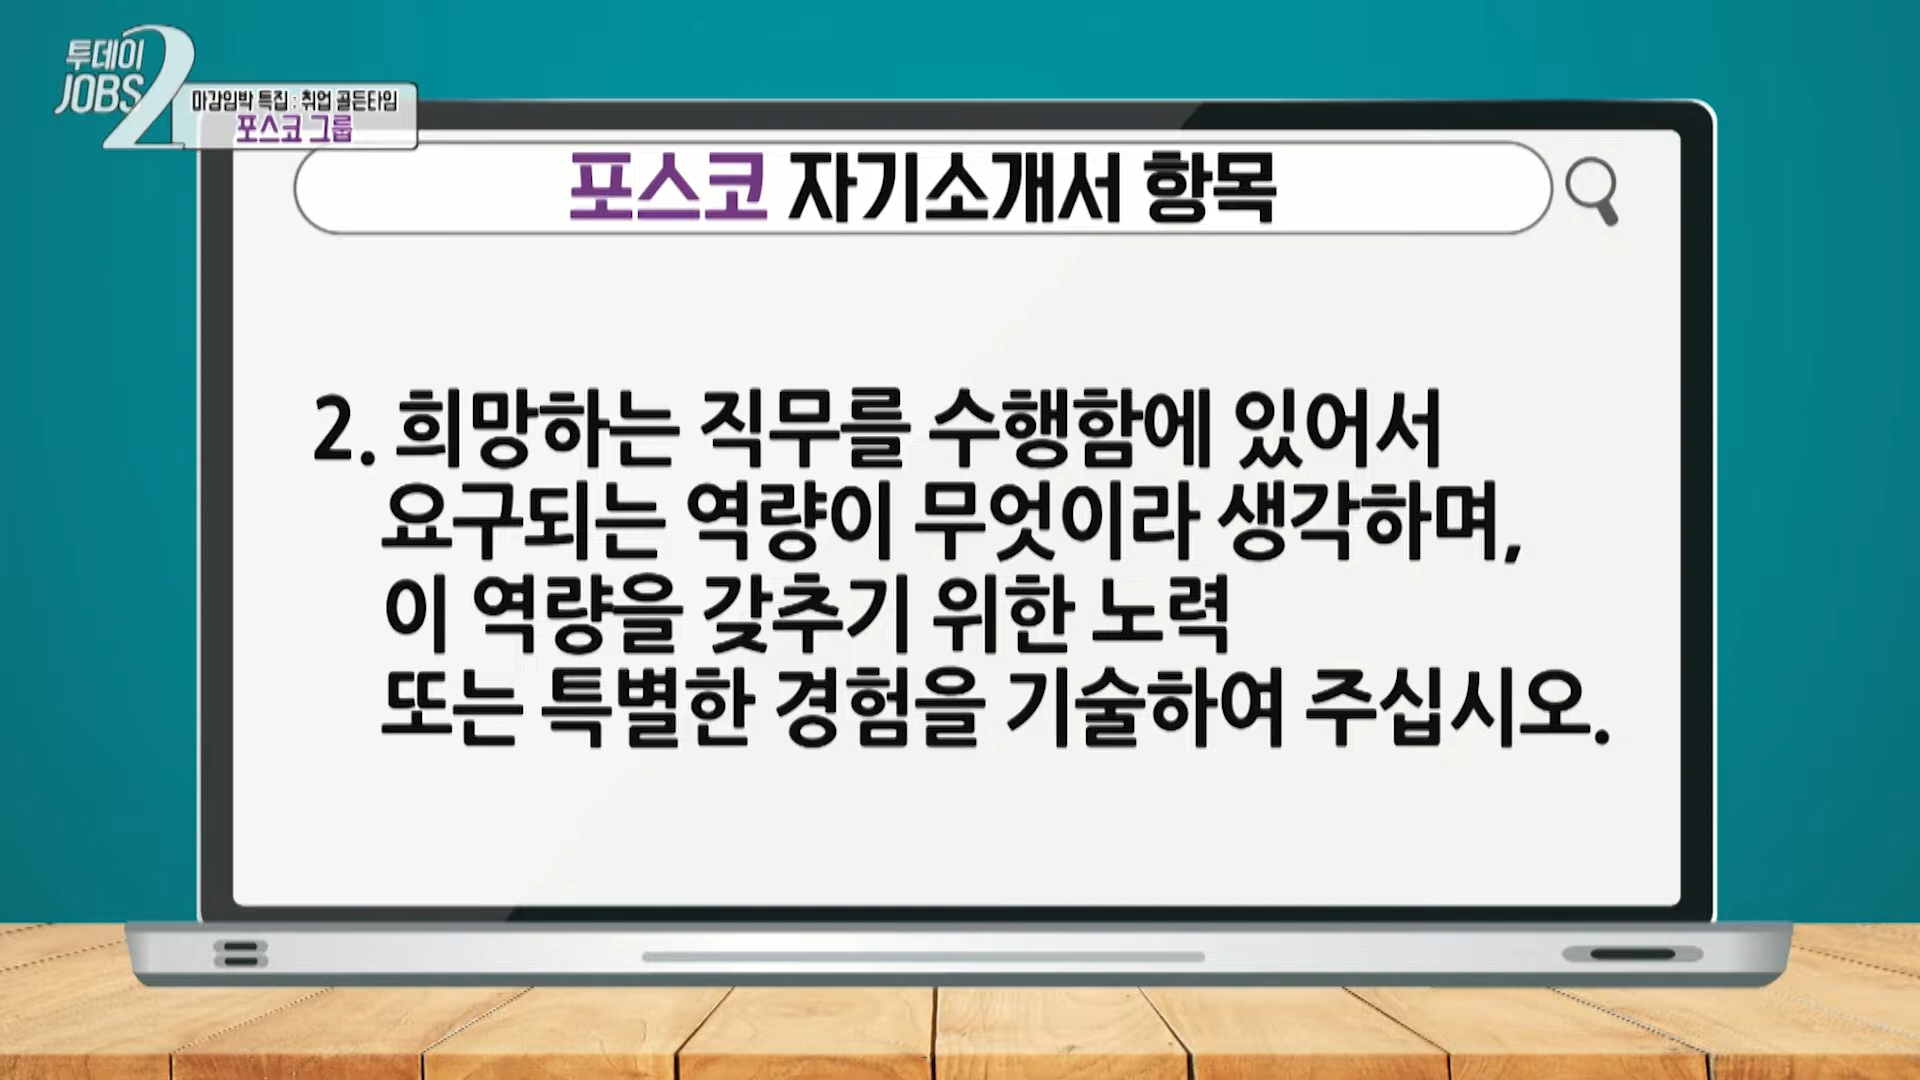 투데이
JOBS 2
마감임박 특집 : 취업 골든타임
포스코 그룹
포스코 자기소개서 항목
2. 희망하는 직무를 수행함에 있어서
요구되는 역량이 무엇이라 생각하며,
이 역량을 갖추기 위한 노력
또는 특별한 경험을 기술하여 주십시오.